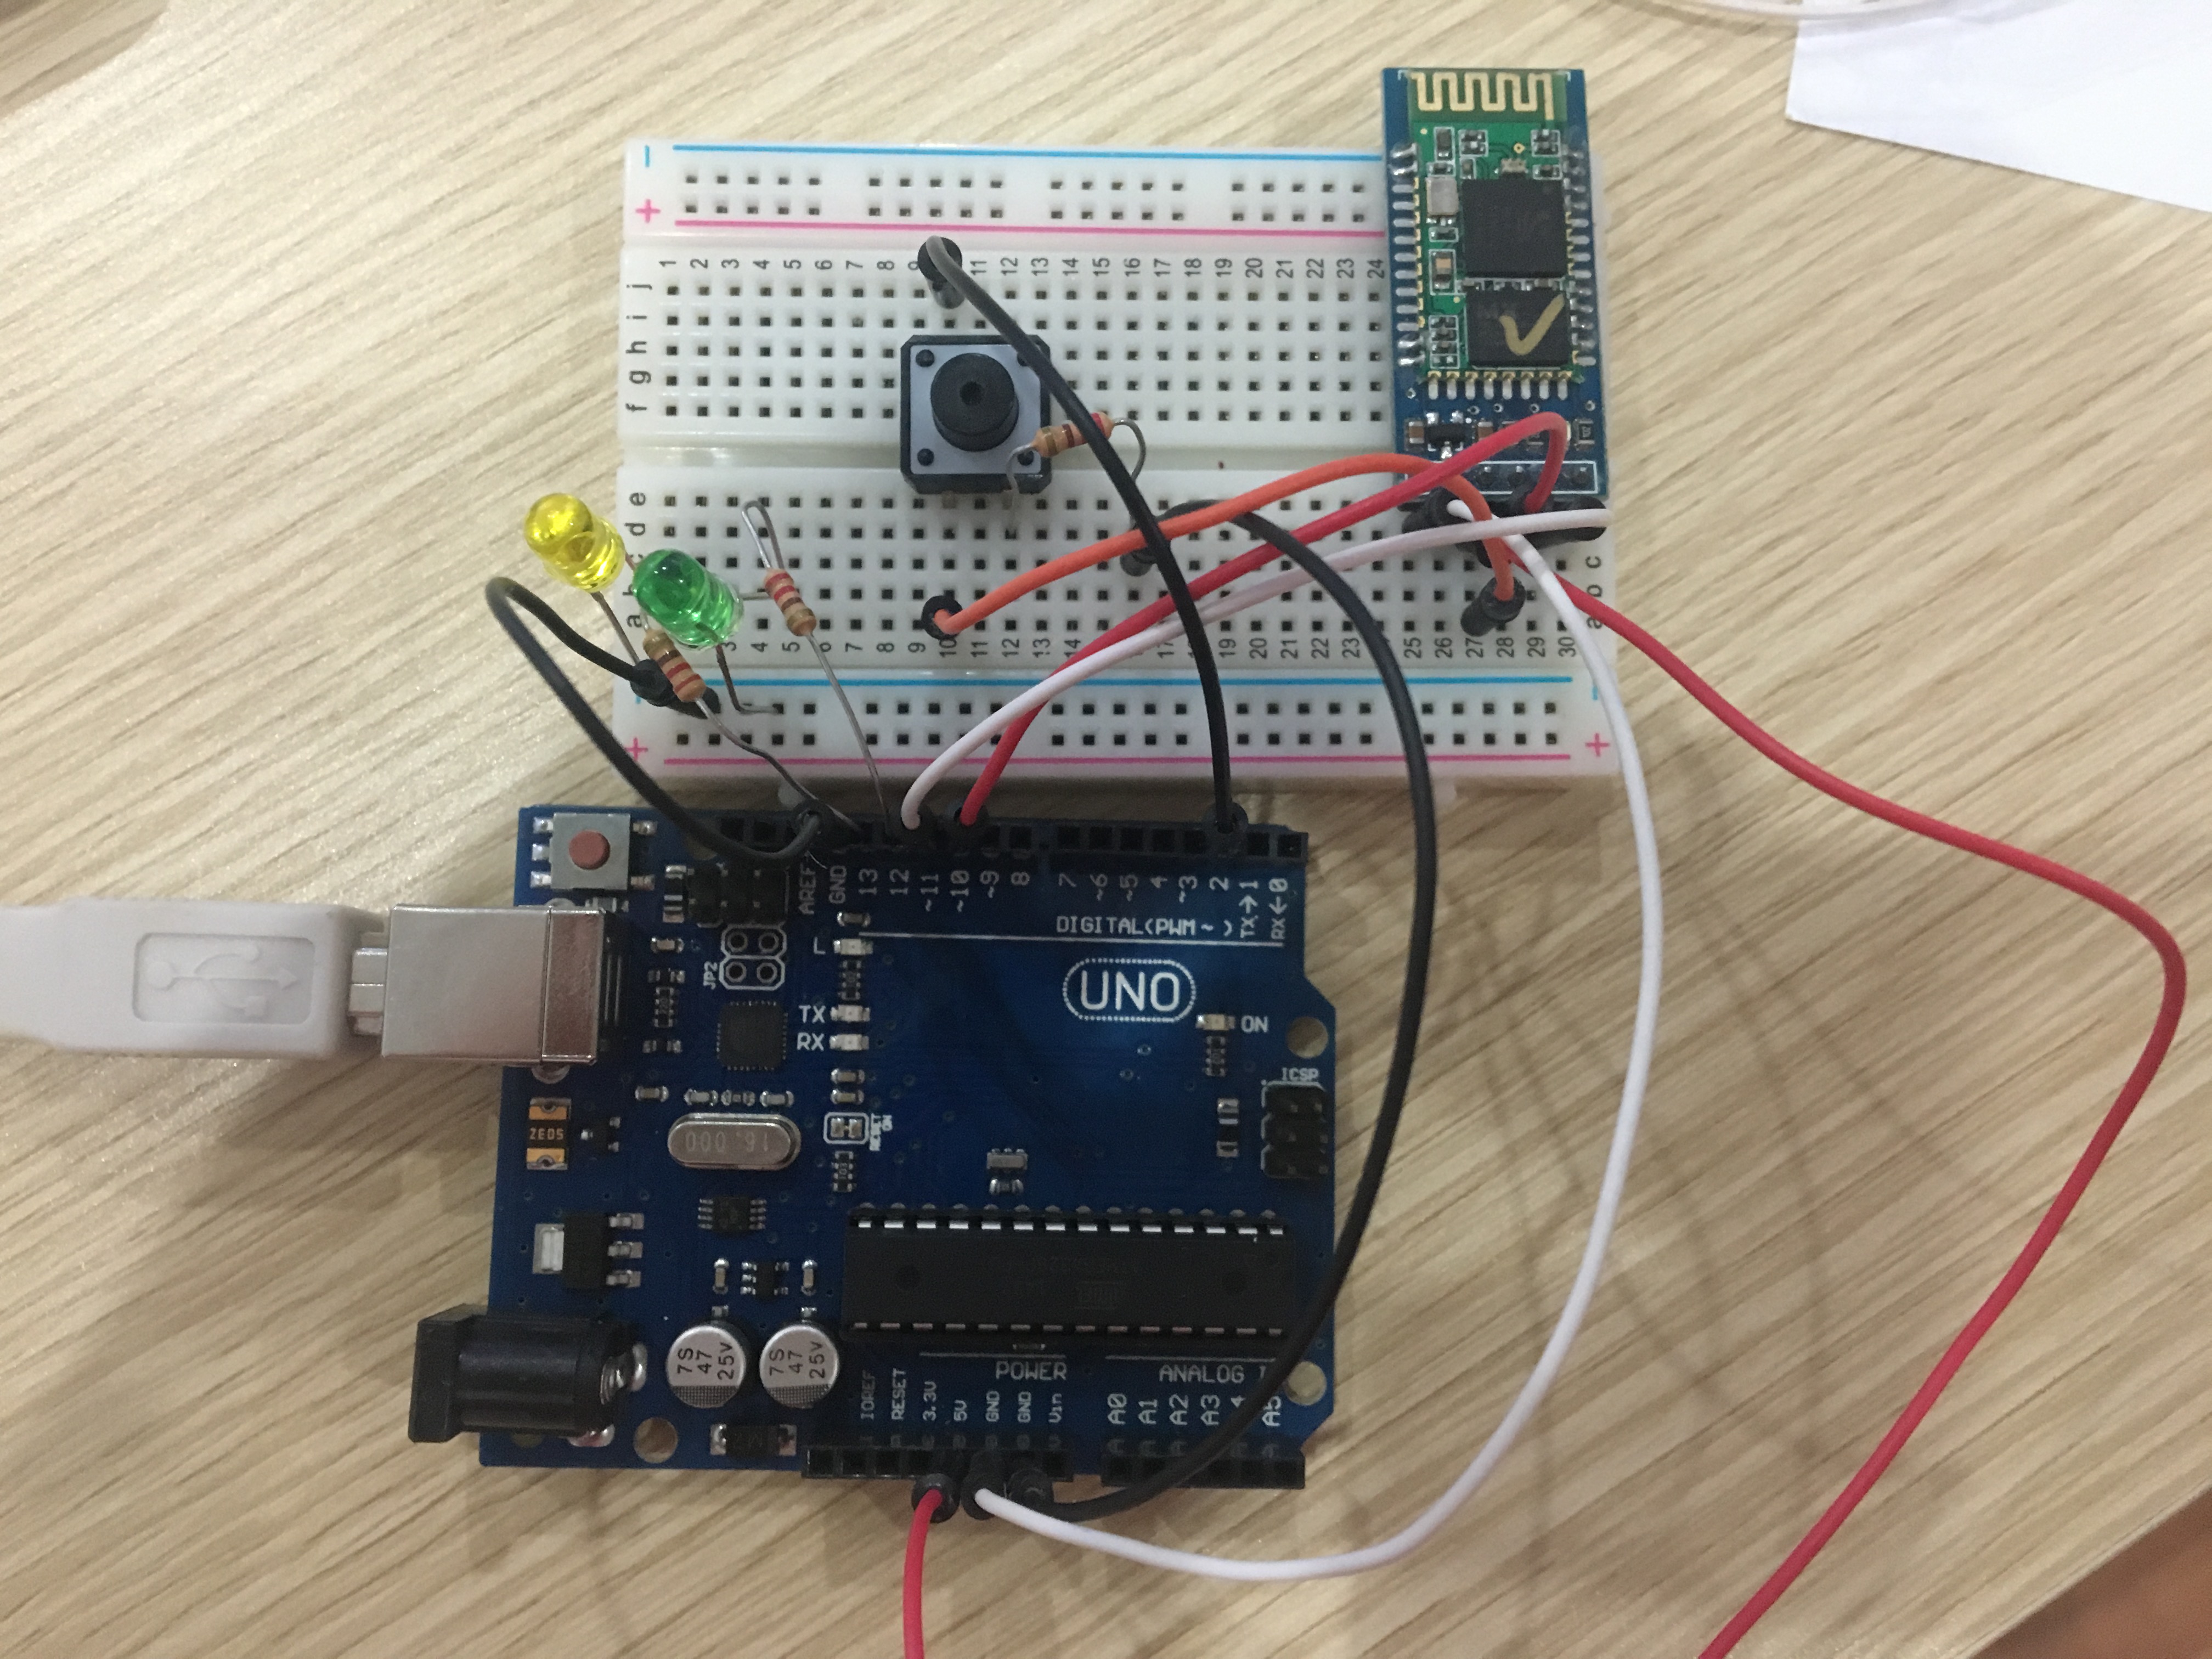 7S
47
25V
7S
47
25V
16.000
JP2
TX
RX
L
RESET
ON
IOREF
RESET
3.3V
5V
GND
GND
Vin
POWER
A0
A1
A2
A3
4
A5
ANALOG I
AREF
GND
13
12
~11
~10
~9
8
7
~6
~5
4
~3
2
TX→1
RX←0
DIGITAL(PWM ~)
UNO
ON
ICSP
+ - a b c d e f g h i j + -
1
2
3
4
5
6
7
8
9
10
11
12
13
14
15
16
17
18
19
20
21
22
23
24
25
26
27
28
29
30
+ - a b c